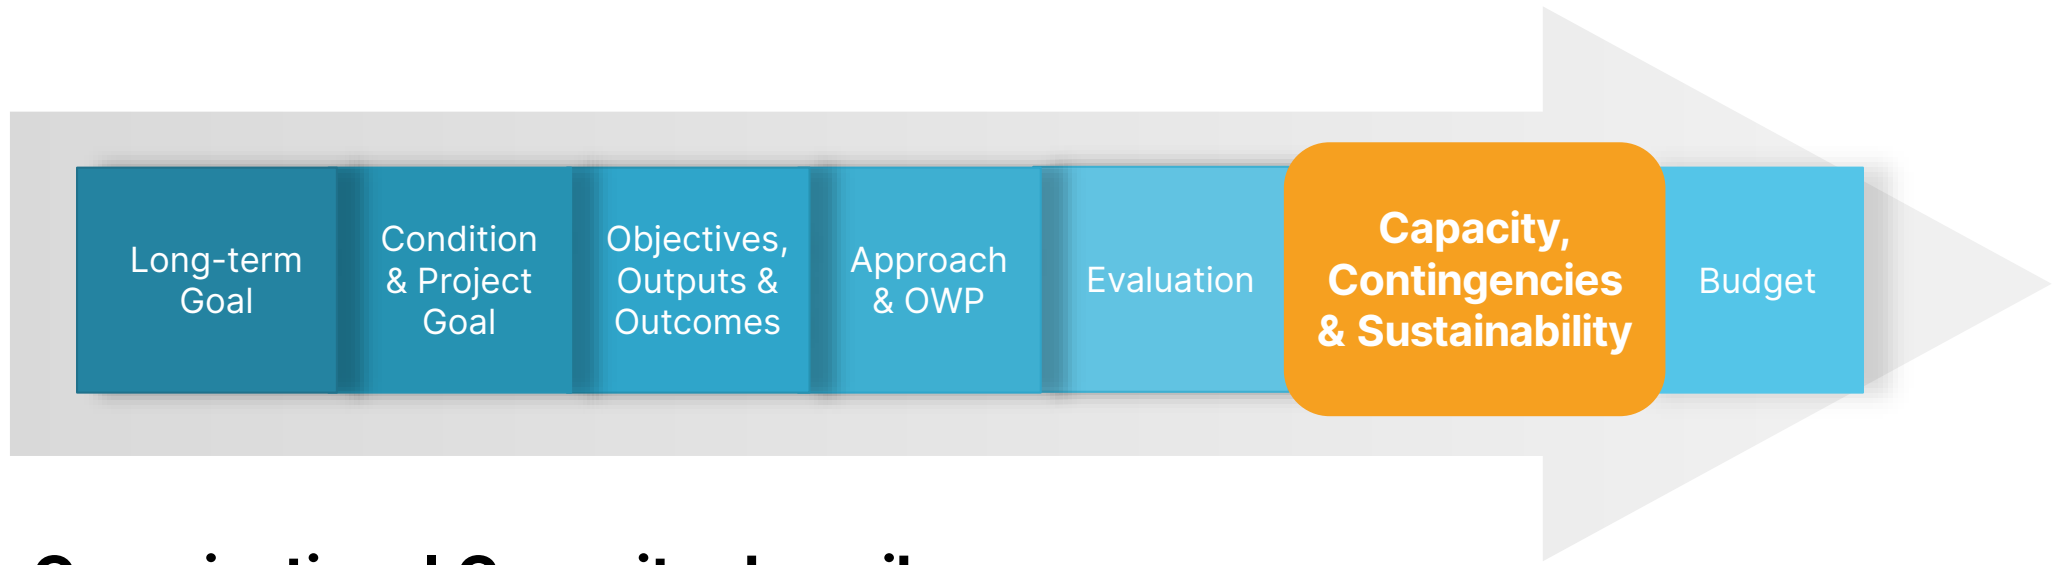 Long-term
Goal
Condition
& Project
Goal
Objectives,
Outputs &
Outcomes
Approach
& OWP
Evaluation
Capacity,
Contingencies
& Sustainability
Budget